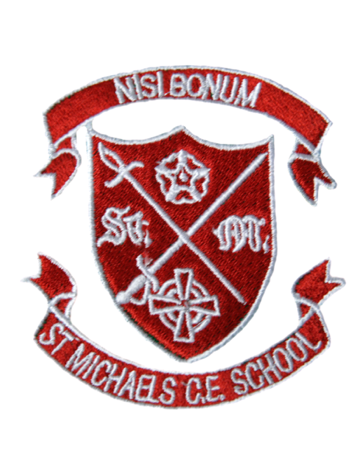 NISI.BONUM
St. M.
ST MICHAELS C.E. SCHOOL